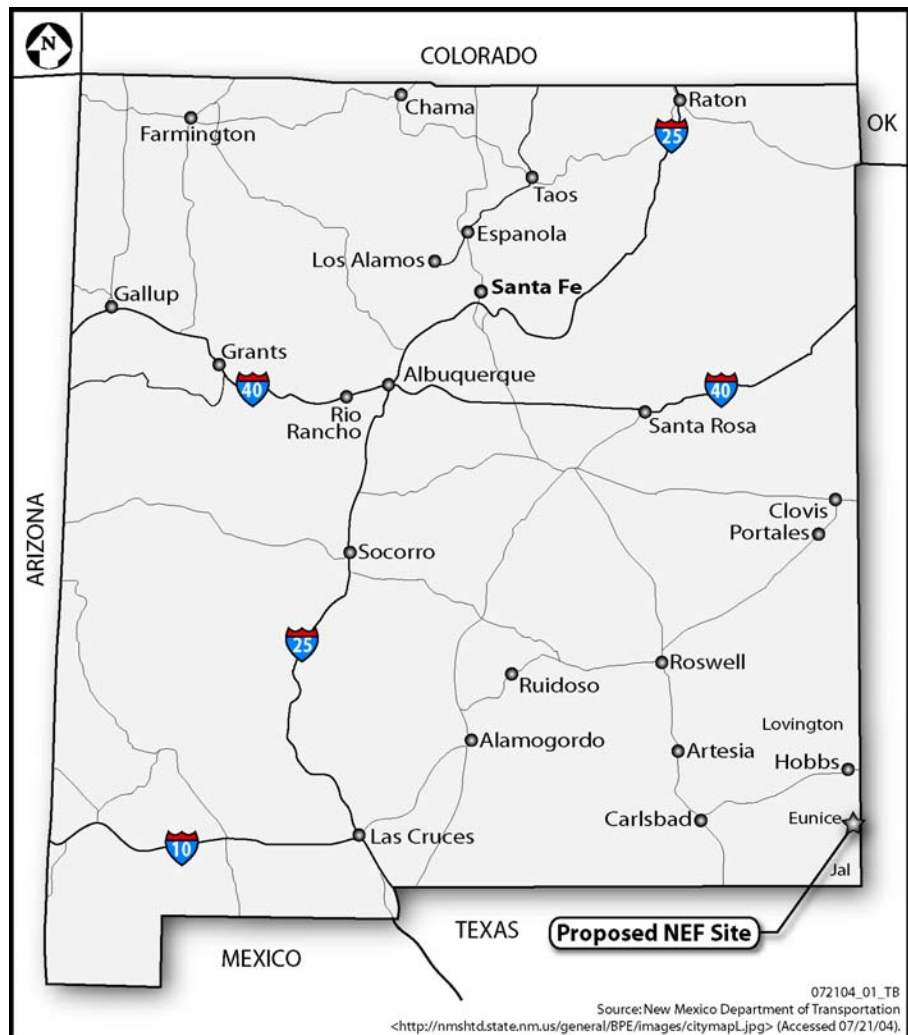 N
COLORADO
OK
Raton
Chama
25
Farmington
Taos
Espanola
Los Alamos
Santa Fe
Gallup
Grants
40
Albuquerque
40
Rio
Rancho
Santa Rosa
ARIZONA
Clovis
Portales
Socorro
25
Roswell
Ruidoso
Lovington
Alamogordo
Artesia
Hobbs
Carlsbad
Eunice
Las Cruces
10
Jal
TEXAS
Proposed NEF Site
MEXICO
072104_01_TB
Source: New Mexico Department of Transportation
<http://nmshtd.state.nm.us/general/BPE/images/citymapL.jpg> (Accessed 07/21/04).